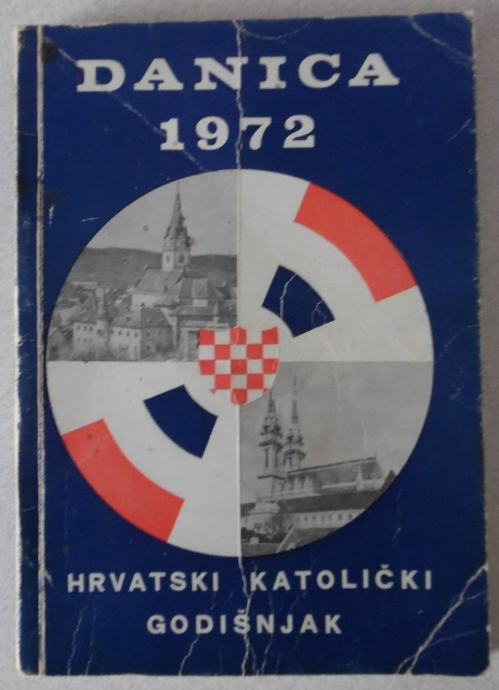 DANICA
1972
HRVATSKI KATOLIČKI
GODIŠNJAK